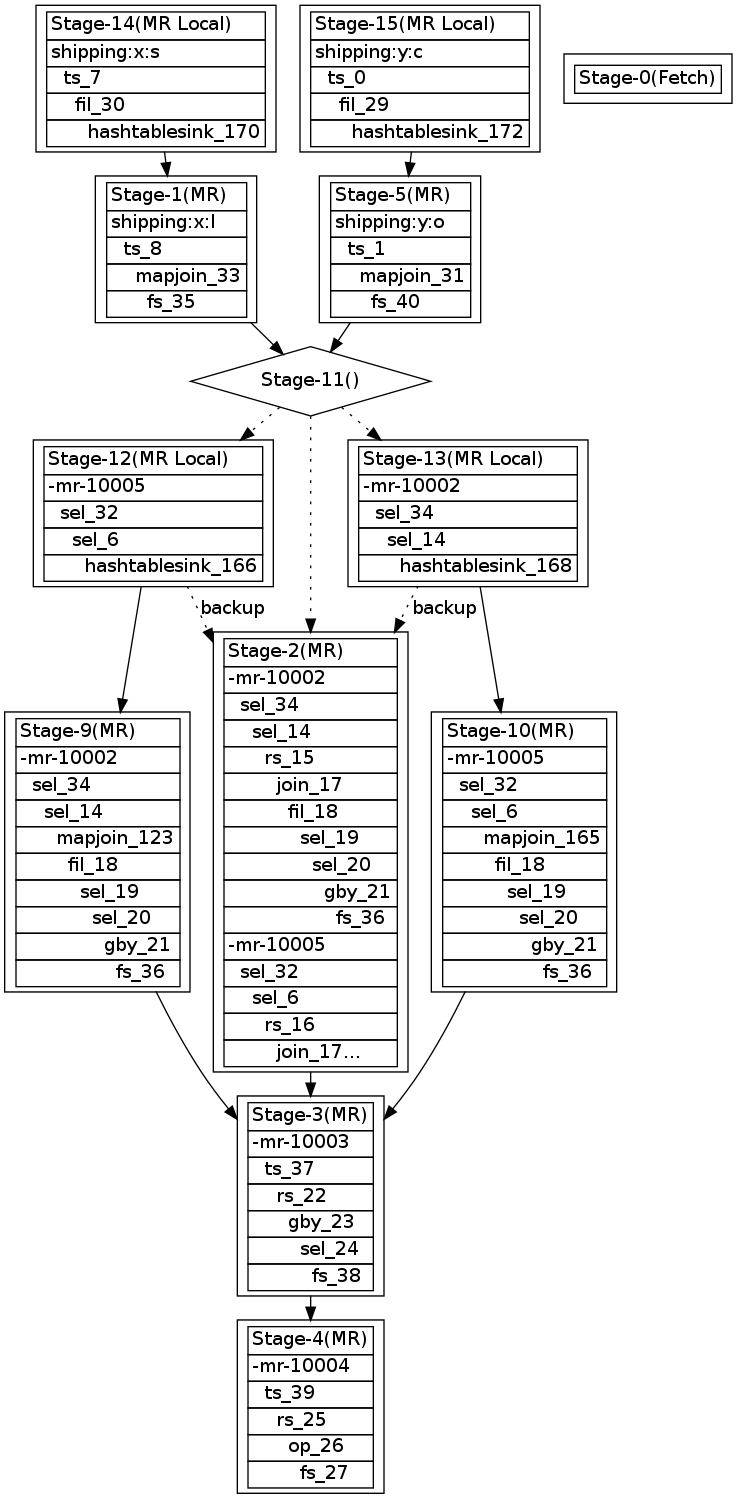 Stage-14(MR Local)
shipping:x:s
ts_7
fil_30
hashtablesink_170
Stage-15(MR Local)
shipping:y:c
ts_0
fil_29
hashtablesink_172
Stage-0(Fetch)
Stage-1(MR)
shipping:x:l
ts_8
mapjoin_33
fs_35
Stage-5(MR)
shipping:y:o
ts_1
mapjoin_31
fs_40
Stage-11()
Stage-12(MR Local)
-mr-10005
sel_32
sel_6
hashtablesink_166
Stage-13(MR Local)
-mr-10002
sel_34
sel_14
hashtablesink_168
backup
backup
Stage-9(MR)
-mr-10002
sel_34
sel_14
mapjoin_123
fil_18
sel_19
sel_20
gby_21
fs_36
Stage-2(MR)
-mr-10002
sel_34
sel_14
rs_15
join_17
fil_18
sel_19
sel_20
gby_21
fs_36
-mr-10005
sel_32
sel_6
rs_16
join_17...
Stage-10(MR)
-mr-10005
sel_32
sel_6
mapjoin_165
fil_18
sel_19
sel_20
gby_21
fs_36
Stage-3(MR)
-mr-10003
ts_37
rs_22
gby_23
sel_24
fs_38
Stage-4(MR)
-mr-10004
ts_39
rs_25
op_26
fs_27